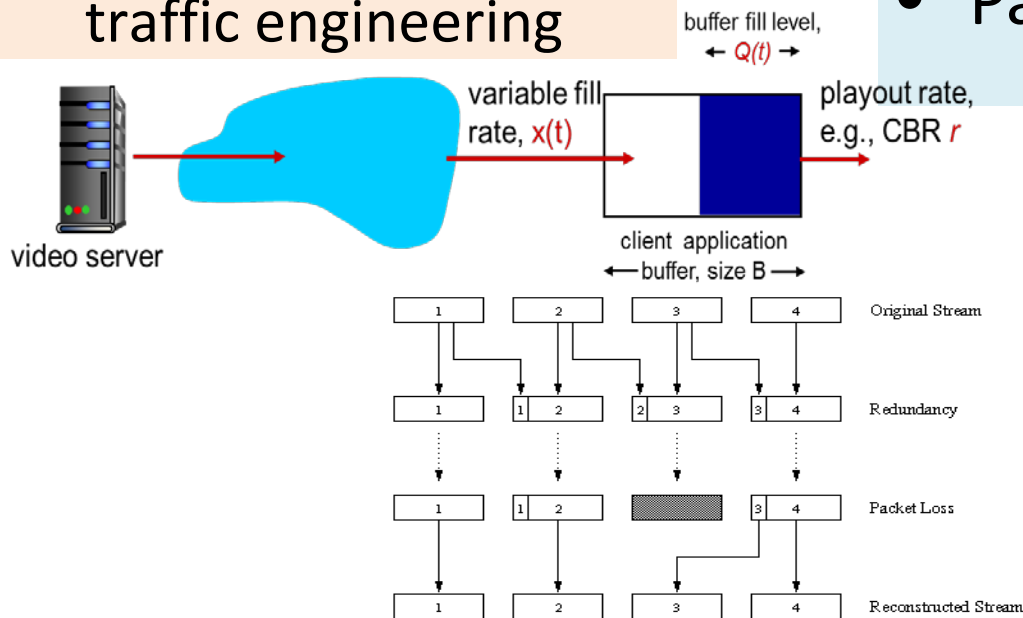 traffic engineering
• Pa
buffer fill level,
Q(t)
variable fill
rate, x(t)
playout rate,
e.g., CBR r
video server
client application
buffer, size B
1 2 3 4 Original Stream
1 1 2 2 3 3 4 Redundancy
1 1 2 3 4 Packet Loss
1 2 3 4 Reconstructed Stream